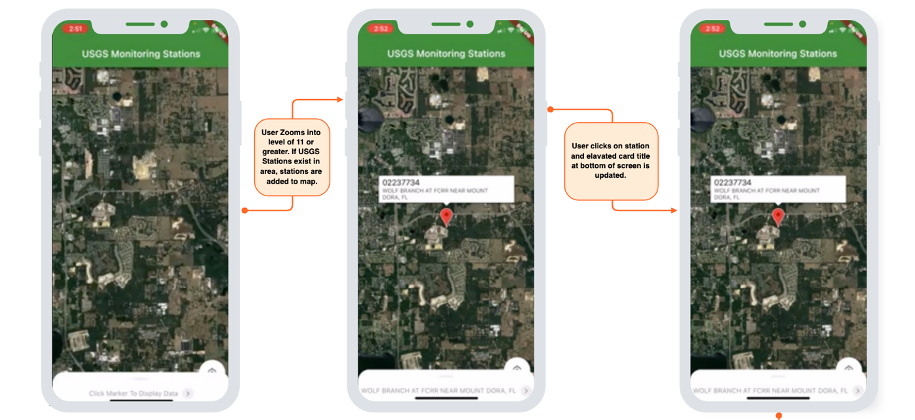 2:51
USGS Monitoring Stations
Click Marker To Display Data
User Zooms into
level of 11 or
greater. If USGS
Stations exist in
area, stations are
added to map.
2:52
USGS Monitoring Stations
02237734
WOLF BRANCH AT FCRR NEAR MOUNT
DORA, FL
WOLF BRANCH AT FCRR NEAR MOUNT DORA, FL
User clicks on station
and elavated card title
at bottom of screen is
updated.
2:52
USGS Monitoring Stations
02237734
WOLF BRANCH AT FCRR NEAR MOUNT
DORA, FL
WOLF BRANCH AT FCRR NEAR MOUNT DORA, FL